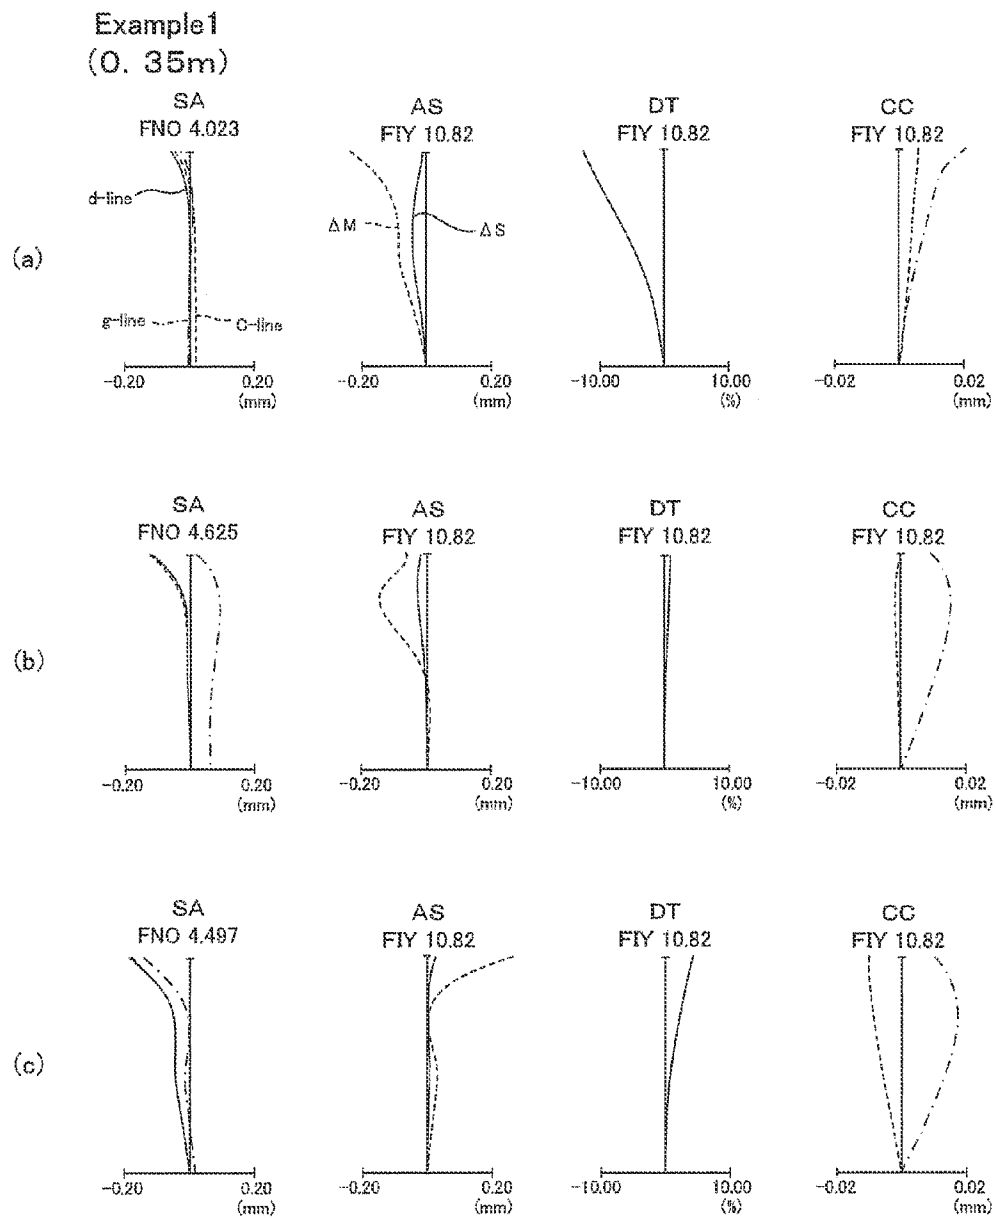 Example1
(0. 35m)
SA
FNO 4.023
AS
FIY 10.82
DT
FIY 10.82
CC
FIY 10.82
d-line
ΔM
ΔS
(a)
g-line
C-line
-0.20
0.20
(mm)
-0.20
0.20
(mm)
-10.00
10.00
(%)
-0.02
0.02
(mm)
SA
FNO 4.625
AS
FIY 10.82
DT
FIY 10.82
CC
FIY 10.82
(b)
-0.20
0.20
(mm)
-0.20
0.20
(mm)
-10.00
10.00
(%)
-0.02
0.02
(mm)
SA
FNO 4.497
AS
FIY 10.82
DT
FIY 10.82
CC
FIY 10.82
(c)
-0.20
0.20
(mm)
-0.20
0.20
(mm)
-10.00
10.00
(%)
-0.02
0.02
(mm)